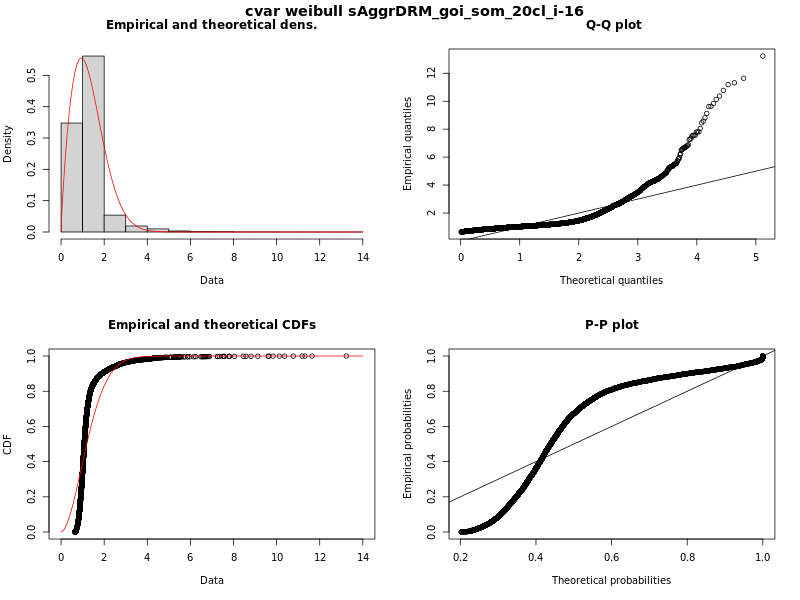 cvar weibull sAggrDRM_goi_som_20cl_i-16
Empirical and theoretical dens.
Density
0.0 0.1 0.2 0.3 0.4 0.5
0 2 4 6 8 10 12 14
Data
Q-Q plot
Empirical quantiles
2 4 6 8 10 12
0 1 2 3 4 5
Theoretical quantiles
Empirical and theoretical CDFs
CDF
0.0 0.2 0.4 0.6 0.8 1.0
0 2 4 6 8 10 12 14
Data
P-P plot
Empirical probabilities
0.0 0.2 0.4 0.6 0.8 1.0
0.2 0.4 0.6 0.8 1.0
Theoretical probabilities